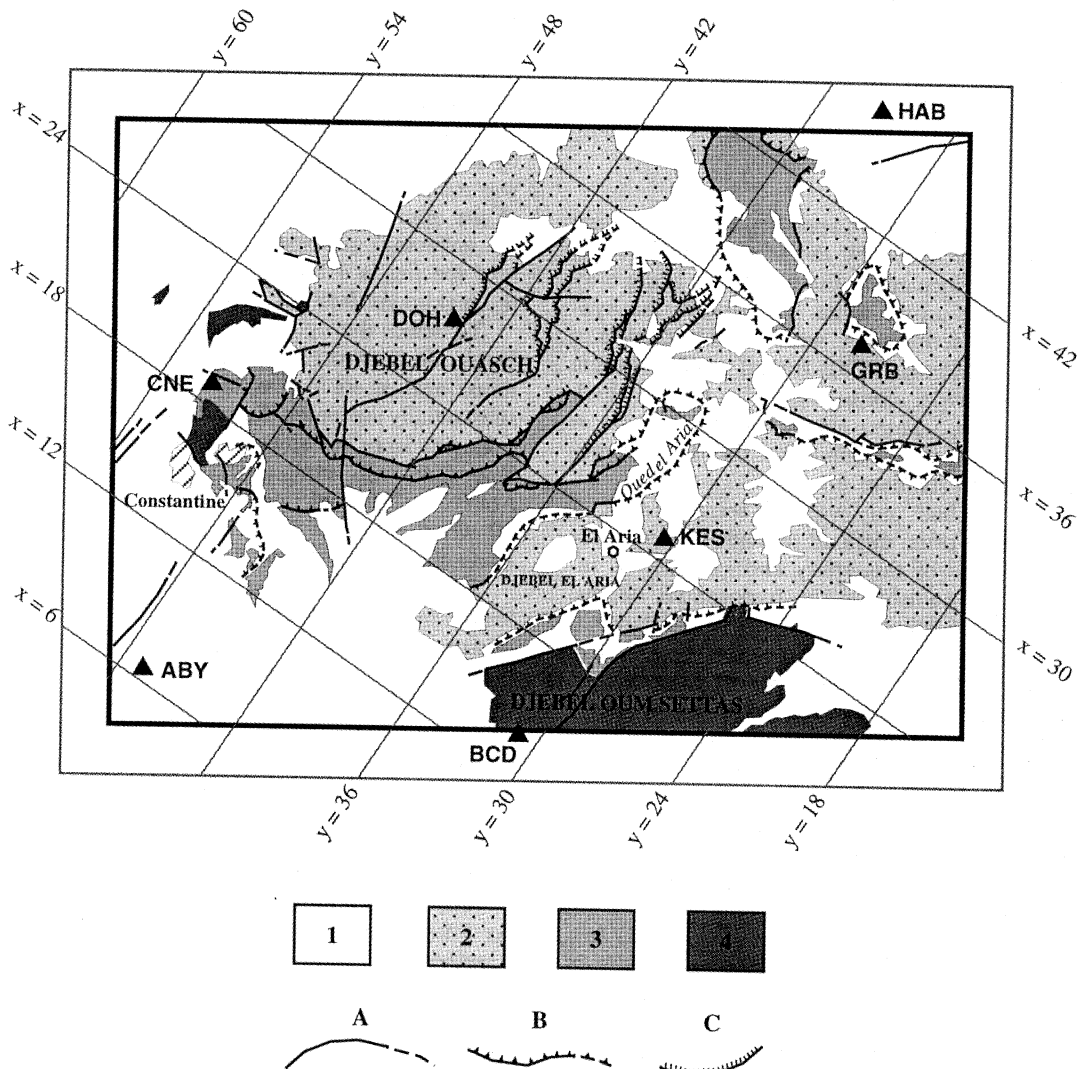 y = 60
y = 54
y = 48
y = 42
x = 24
HAB
x = 18
DOH
x = 42
DJEBEL OUASCH
CNE
GRB
x = 12
Oued el Aria
Constantine
x = 36
El Aria
KES
DJEBEL EL ARIA
x = 6
x = 30
ABY
DJEBEL OUM SETTAS
BCD
y = 36
y = 30
y = 24
y = 18
1
2
3
4
A
B
C